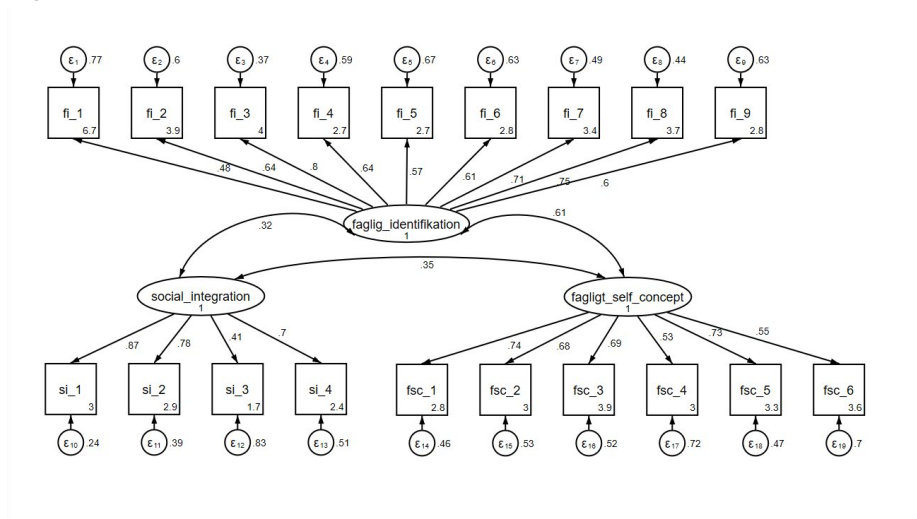 ε1 .77 ε2 .6 ε3 .37 ε4 .59 ε5 .67 ε6 .63 ε7 .49 ε8 .44 ε9 .63
fi_1 fi_2 fi_3 fi_4 fi_5 fi_6 fi_7 fi_8 fi_9
6.7 3.9 4 2.7 2.7 2.8 3.4 3.7 2.8
.48 .64 .8 .64 .57 .61 .71 .75 .6
faglig_identifikation
1
.32 .61
.35
social_integration fagligt_self_concept
1 1
.87 .78 .41 .7 .74 .68 .69 .53 .73 .55
si_1 si_2 si_3 si_4 fsc_1 fsc_2 fsc_3 fsc_4 fsc_5 fsc_6
3 2.9 1.7 2.4 2.8 3 3.9 3 3.3 3.6
ε10 .24 ε11 .39 ε12 .83 ε13 .51 ε14 .46 ε15 .53 ε16 .52 ε17 .72 ε18 .47 ε19 .7